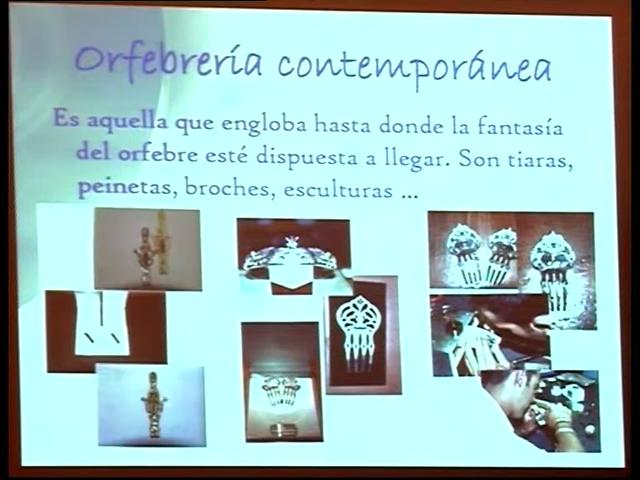 Orfebrería contemporánea
Es aquella que engloba hasta donde la fantasía
del orfebre esté dispuesta a llegar. Son tiaras,
peinetas, broches, esculturas ...